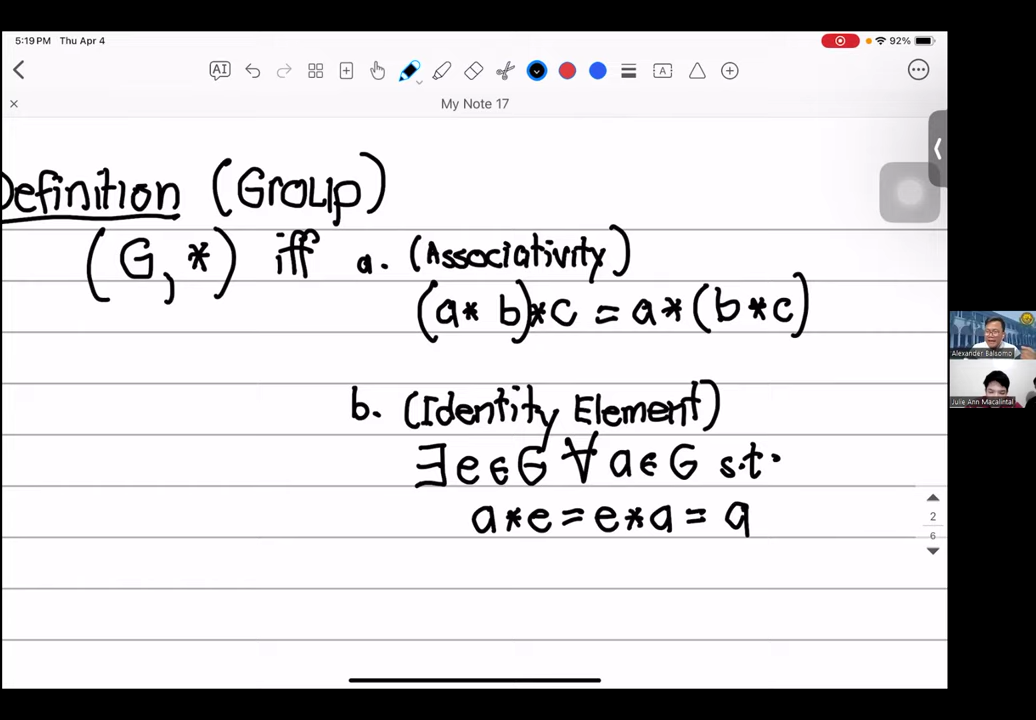 5:19 PM Thu Apr 4
92%
AI
A
My Note 17
Definition (Group)
(G, *) iff a. (Associativity)
(a * b) * c = a * (b * c)
b. (Identity Element)
∃ e ∈ G ∀ a ∈ G s.t.
a * e = e * a = a
2
6
Alexander Balsomo
Julie Ann Macalintal